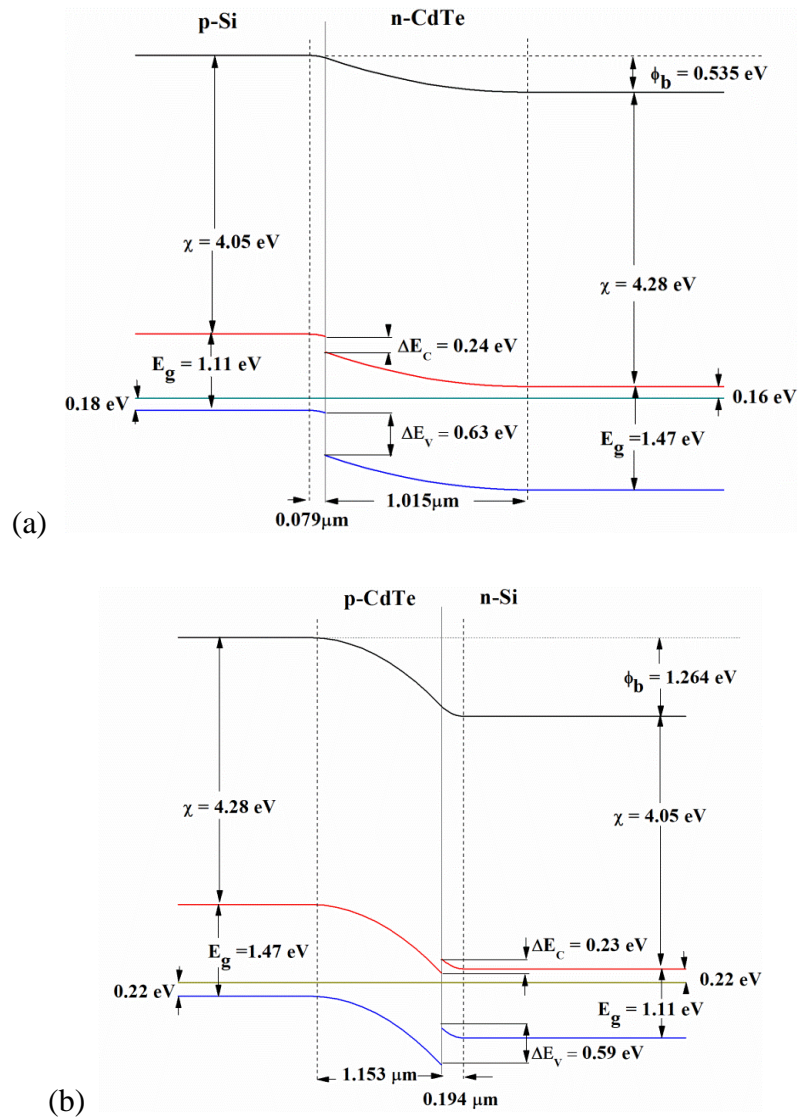 p-Si n-CdTe
ϕb = 0.535 eV
χ = 4.05 eV
χ = 4.28 eV
ΔEC = 0.24 eV
Eg = 1.11 eV
0.18 eV
0.16 eV
ΔEV = 0.63 eV
Eg =1.47 eV
1.015μm
0.079μm
(a)
p-CdTe n-Si
ϕb = 1.264 eV
χ = 4.28 eV
χ = 4.05 eV
ΔEC = 0.23 eV
Eg =1.47 eV
0.22 eV
0.22 eV
Eg = 1.11 eV
ΔEV = 0.59 eV
1.153 μm
0.194 μm
(b)